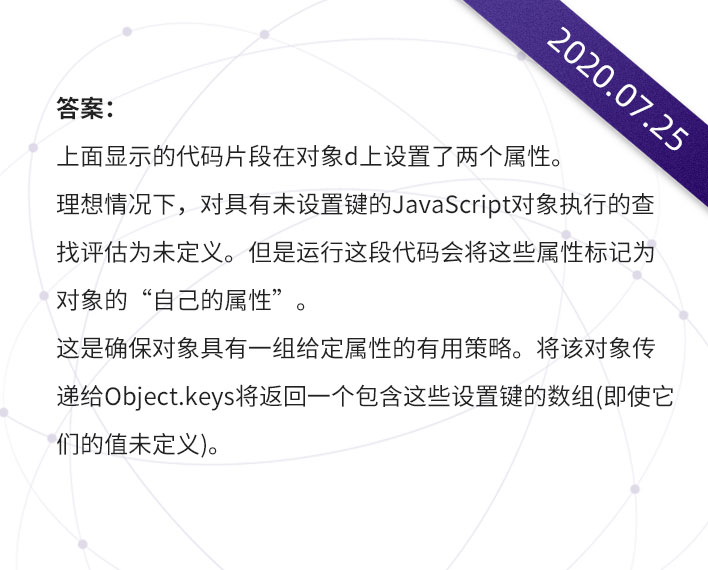 2020.07.25
答案：
上面显示的代码片段在对象d上设置了两个属性。
理想情况下，对具有未设置键的JavaScript对象执行的查
找评估为未定义。但是运行这段代码会将这些属性标记为
对象的“自己的属性”。
这是确保对象具有一组给定属性的有用策略。将该对象传
递给Object.keys将返回一个包含这些设置键的数组(即使它
们的值未定义)。